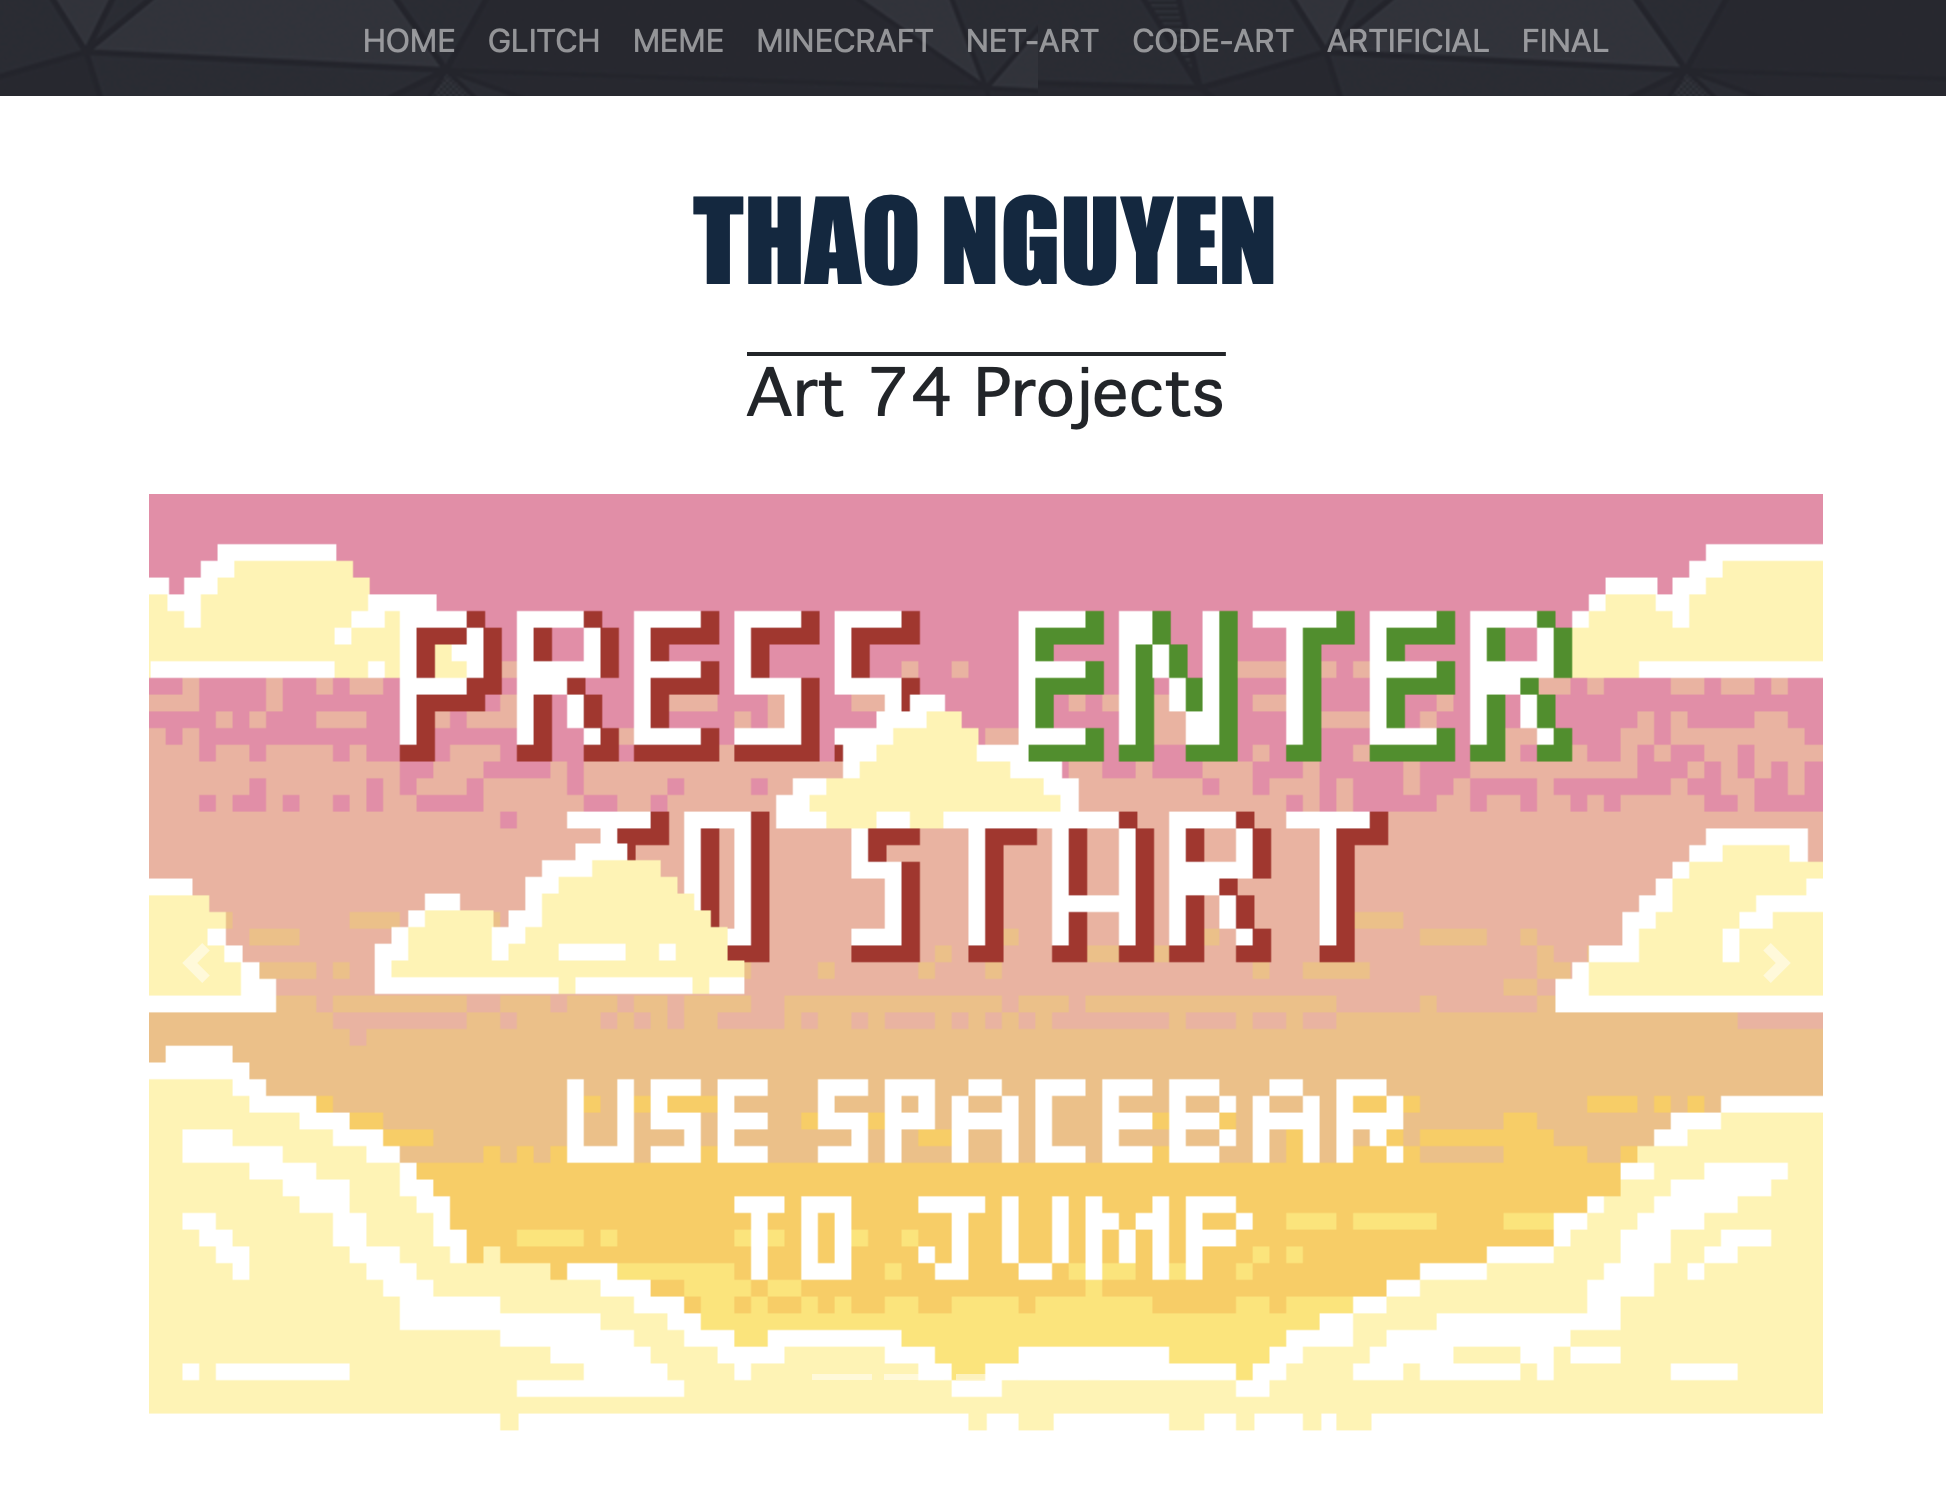 HOME GLITCH MEME MINECRAFT NET-ART CODE-ART ARTIFICIAL FINAL
THAO NGUYEN
Art 74 Projects
PRESS ENTER
TO START
USE SPACEBAR
TO JUMP